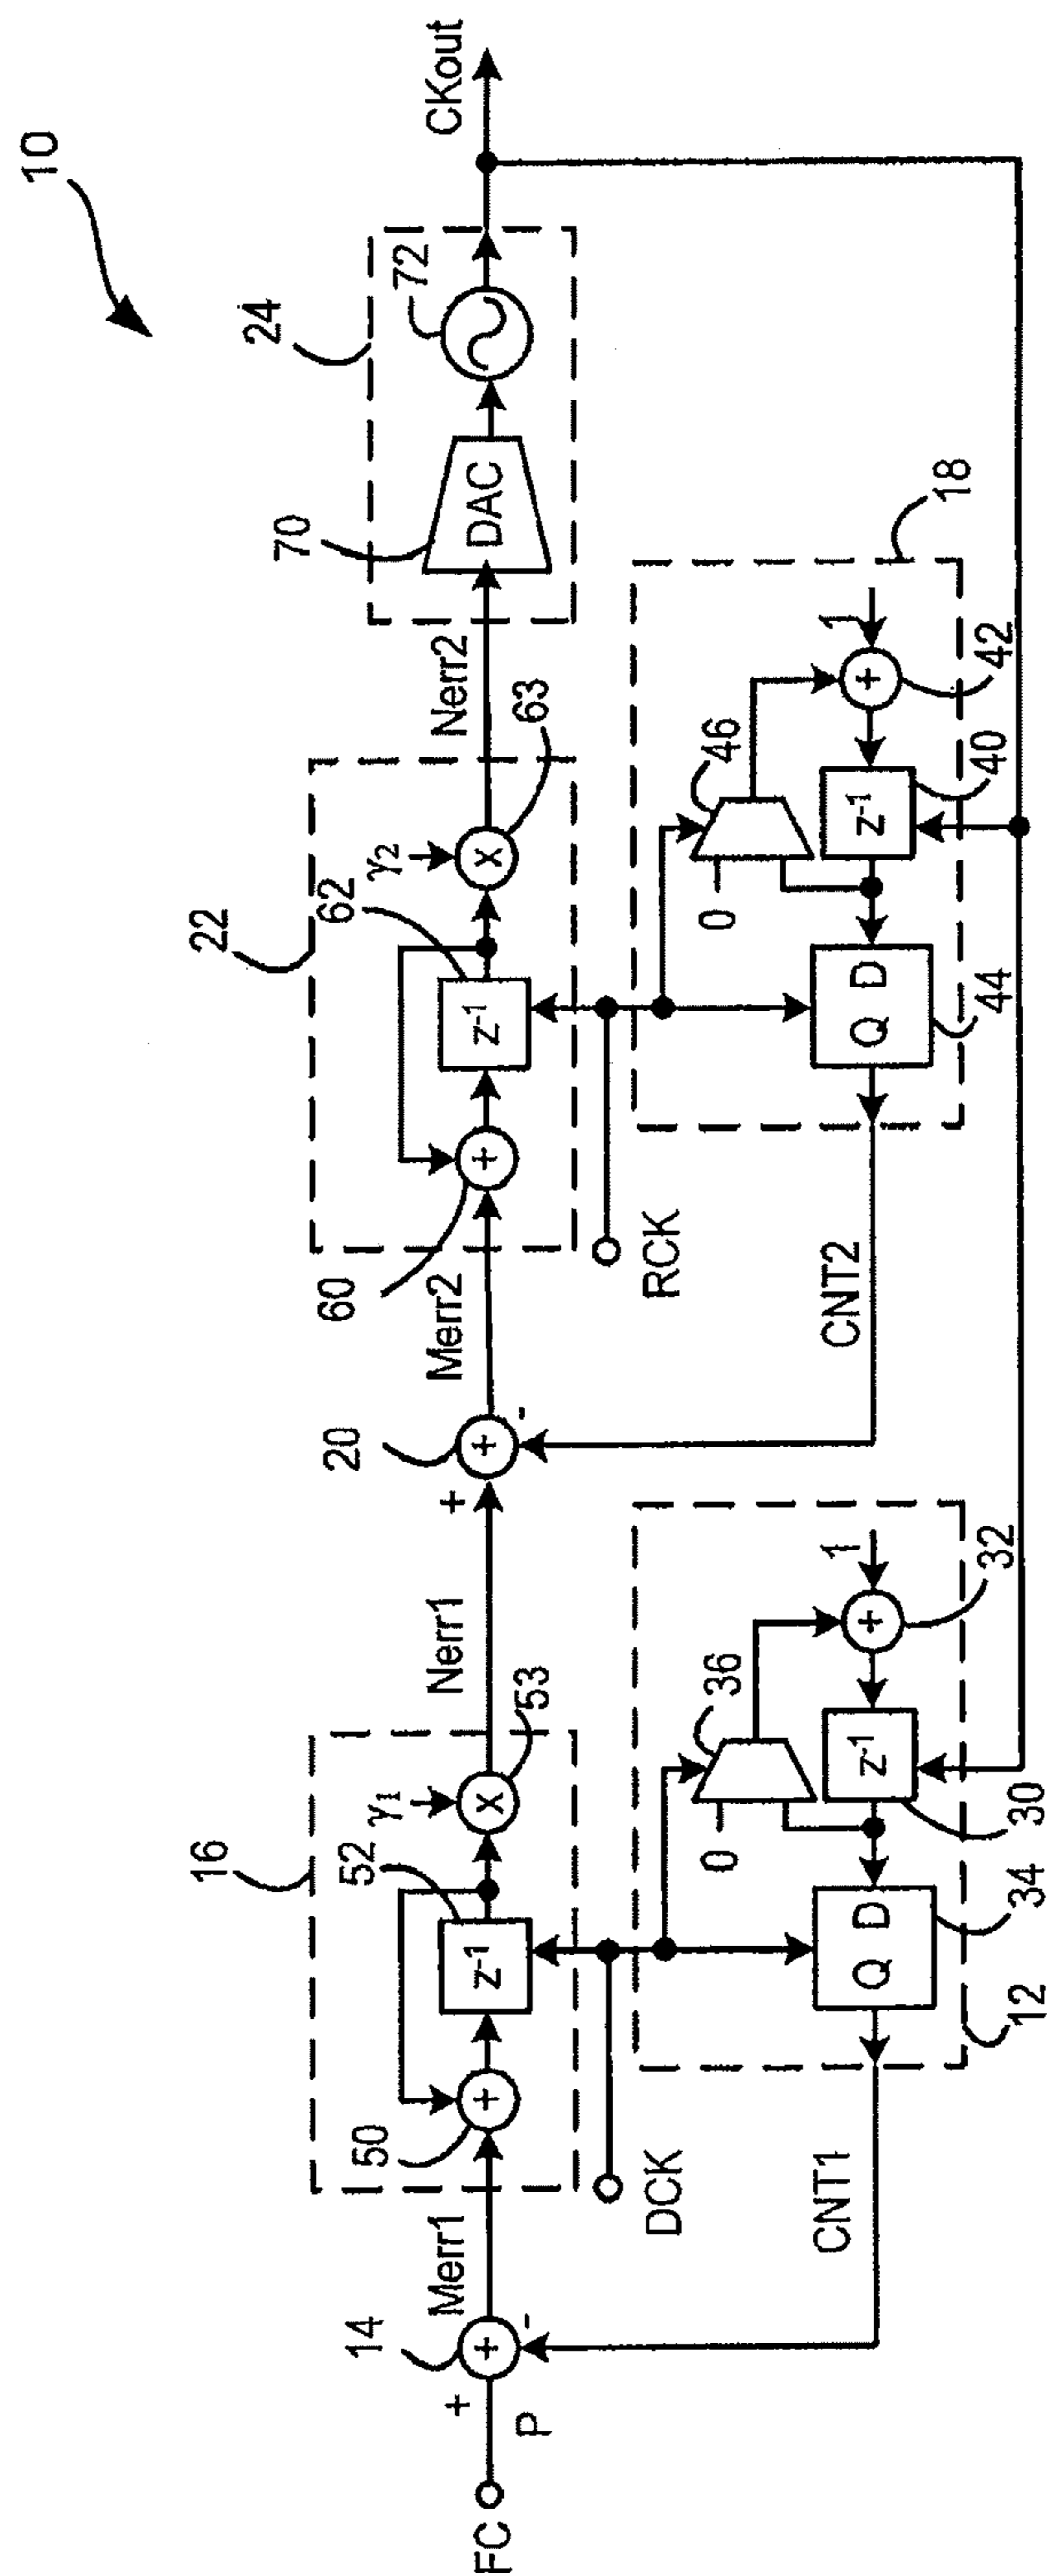 10
FC
P
+
-
14
+
Merr1
16
50
+
52
z-1
γ1
x
53
Nerr1
+
-
20
+
Merr2
22
60
+
62
z-1
γ2
x
63
Nerr2
24
70
DAC
72
CKout
DCK
RCK
CNT1
12
34
Q D
30
z-1
0
36
+
1
32
CNT2
18
44
Q D
40
z-1
0
46
+
1
42